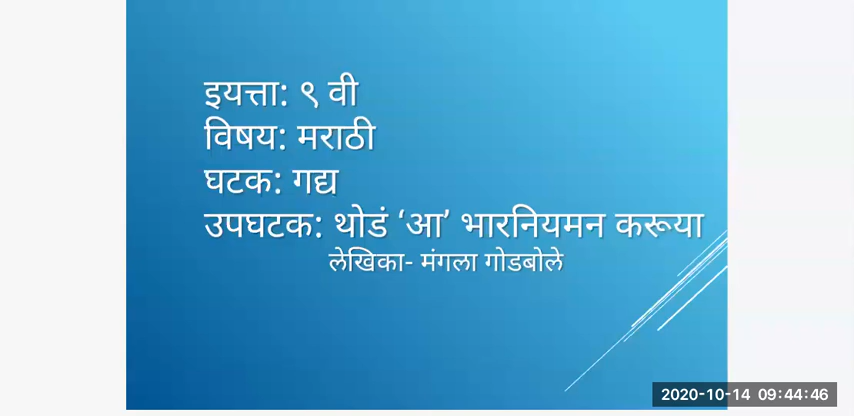 इयत्ता: ९ वी
विषय: मराठी
घटक: गद्य
उपघटक: थोडं ‘आ’ भारनियमन करूया
लेखिका- मंगला गोडबोले
2020-10-14 09:44:46